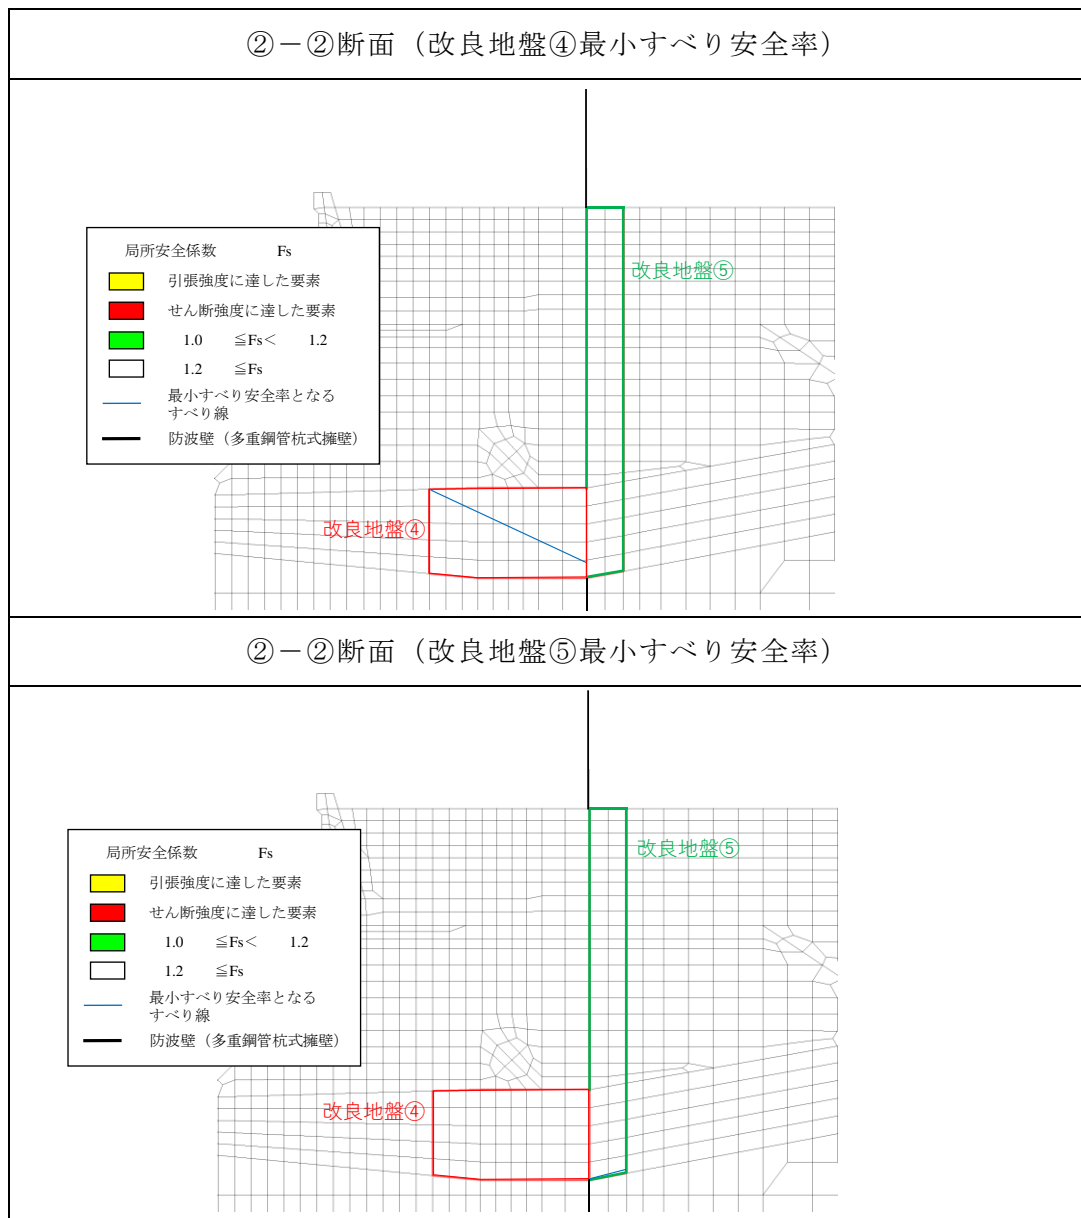 ②－②断面（改良地盤④最小すべり安全率）
改良地盤⑤
局所安全係数 Fs
引張強度に達した要素
せん断強度に達した要素
1.0 ≦Fs＜ 1.2
1.2 ≦Fs
最小すべり安全率となる
すべり線
防波壁（多重鋼管杭式擁壁）
改良地盤④
②－②断面（改良地盤⑤最小すべり安全率）
改良地盤⑤
局所安全係数 Fs
引張強度に達した要素
せん断強度に達した要素
1.0 ≦Fs＜ 1.2
1.2 ≦Fs
最小すべり安全率となる
すべり線
防波壁（多重鋼管杭式擁壁）
改良地盤④